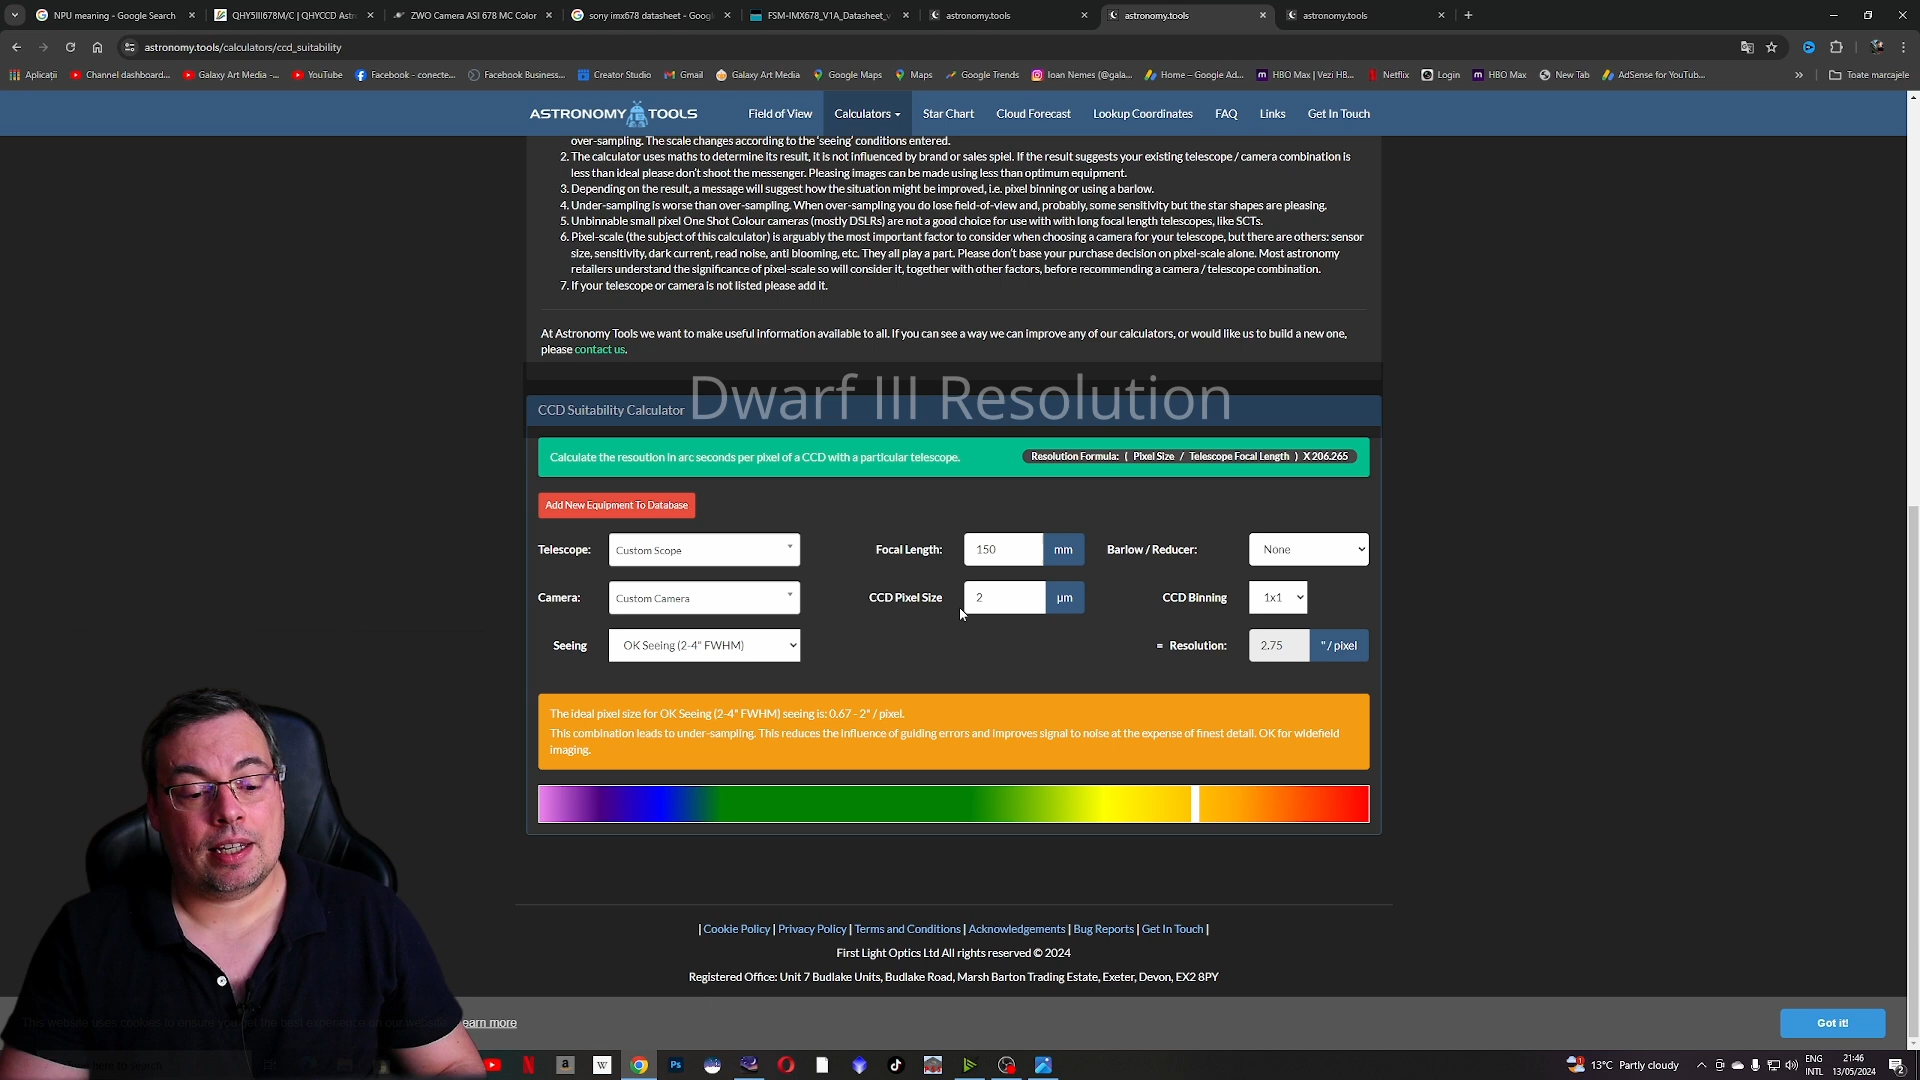 NPU meaning - Google Search
QHY5III678M/C | QHYCCD Astr
ZWO Camera ASI 678 MC Color
sony imx678 datasheet - Googl
FSM-IMX678_V1A_Datasheet_v
astronomy.tools
astronomy.tools
astronomy.tools
astronomy.tools/calculators/ccd_suitability
Aplicații
Channel dashboard...
Galaxy Art Media -...
YouTube
Facebook - conecte...
Facebook Business...
Creator Studio
Gmail
Galaxy Art Media
Google Maps
Maps
Google Trends
Ioan Nemes (@gala...
Home – Google Ad...
HBO Max | Vezi HB...
Netflix
Login
HBO Max
New Tab
AdSense for YouTub...
Toate marcajele
ASTRONOMY TOOLS
Field of View
Calculators
Star Chart
Cloud Forecast
Lookup Coordinates
FAQ
Links
Get In Touch
over-sampling. The scale changes according to the 'seeing' conditions entered.
2. The calculator uses maths to determine its result, it is not influenced by brand or sales spiel. If the result suggests your existing telescope / camera combination is
less than ideal please don't shoot the messenger. Pleasing images can be made using less than optimum equipment.
3. Depending on the result, a message will suggest how the situation might be improved, i.e. pixel binning or using a barlow.
4. Under-sampling is worse than over-sampling. When over-sampling you do lose field-of-view and, probably, some sensitivity but the star shapes are pleasing.
5. Unbinnable small pixel One Shot Colour cameras (mostly DSLRs) are not a good choice for use with with long focal length telescopes, like SCTs.
6. Pixel-scale (the subject of this calculator) is arguably the most important factor to consider when choosing a camera for your telescope, but there are others: sensor
size, sensitivity, dark current, read noise, anti blooming, etc. They all play a part. Please don't base your purchase decision on pixel-scale alone. Most astronomy
retailers understand the significance of pixel-scale so will consider it, together with other factors, before recommending a camera / telescope combination.
7. If your telescope or camera is not listed please add it.
At Astronomy Tools we want to make useful information available to all. If you can see a way we can improve any of our calculators, or would like us to build a new one,
please contact us.
Dwarf III Resolution
CCD Suitability Calculator
Calculate the resoution in arc seconds per pixel of a CCD with a particular telescope.
Resolution Formula: ( Pixel Size / Telescope Focal Length ) X 206.265
Add New Equipment To Database
Telescope: Custom Scope Focal Length: 150 mm Barlow / Reducer: None
Camera: Custom Camera CCD Pixel Size 2 µm CCD Binning 1x1
Seeing OK Seeing (2-4" FWHM) = Resolution: 2.75 " / pixel
The ideal pixel size for OK Seeing (2-4" FWHM) seeing is: 0.67 - 2" / pixel.
This combination leads to under-sampling. This reduces the influence of guiding errors and improves signal to noise at the expense of finest detail. OK for widefield
imaging.
| Cookie Policy | Privacy Policy | Terms and Conditions | Acknowledgements | Bug Reports | Get In Touch |
First Light Optics Ltd All rights reserved © 2024
Registered Office: Unit 7 Budlake Units, Budlake Road, Marsh Barton Trading Estate, Exeter, Devon, EX2 8PY
This website uses cookies to ensure you get the best experience on our website. Learn more
Got it!
here to search
13°C Partly cloudy
ENG
INTL
21:46
13/05/2024
2